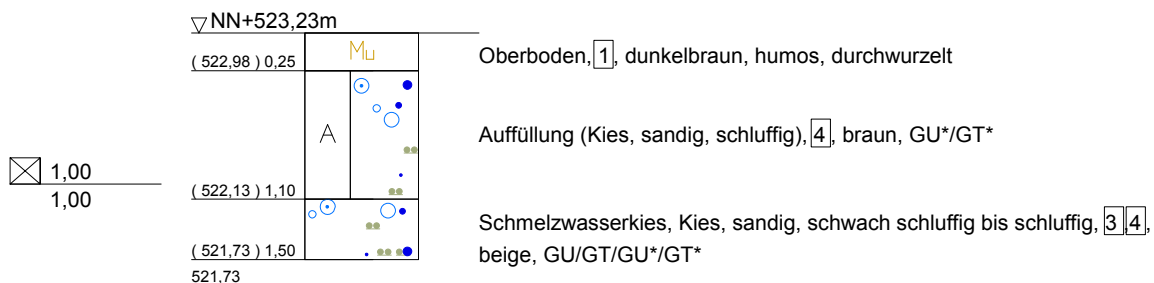 NN+523,23m
Mu
( 522,98 ) 0,25
Oberboden, 1, dunkelbraun, humos, durchwurzelt
A
Auffüllung (Kies, sandig, schluffig), 4, braun, GU*/GT*
1,00
1,00
( 522,13 ) 1,10
Schmelzwasserkies, Kies, sandig, schwach schluffig bis schluffig, 3 4,
beige, GU/GT/GU*/GT*
( 521,73 ) 1,50
521,73